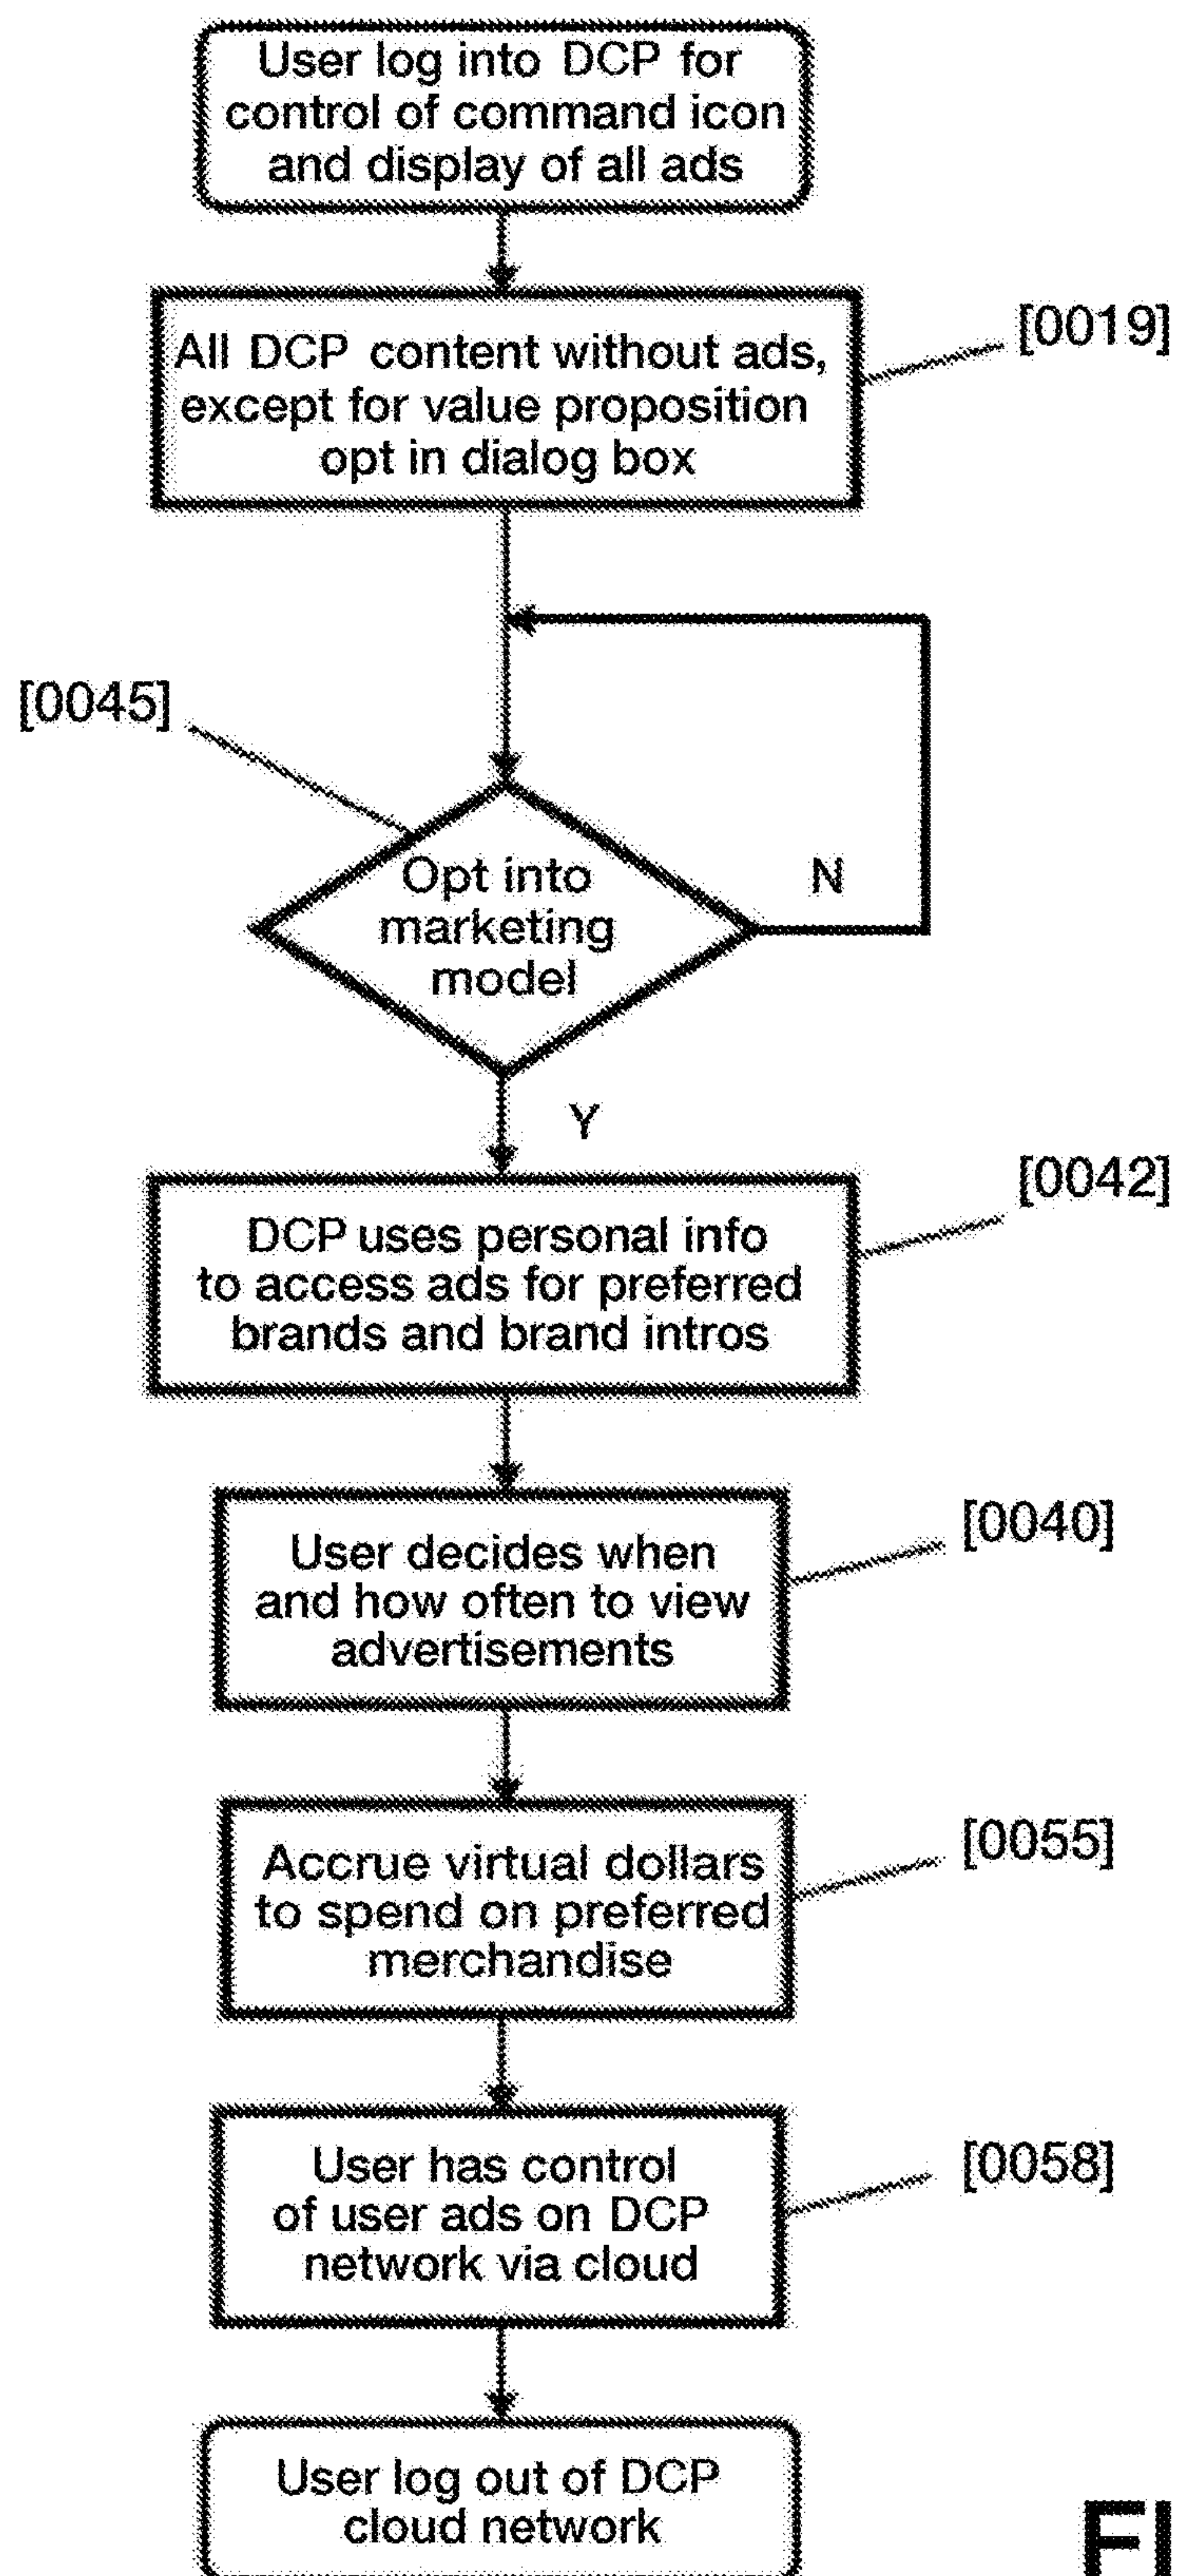 User log into DCP for
control of command icon
and display of all ads
All DCP content without ads,
except for value proposition
opt in dialog box
[0019]
[0045]
Opt into
marketing
model
N
Y
DCP uses personal info
to access ads for preferred
brands and brand intros
[0042]
User decides when
and how often to view
advertisements
[0040]
Accrue virtual dollars
to spend on preferred
merchandise
[0055]
User has control
of user ads on DCP
network via cloud
[0058]
User log out of DCP
cloud network